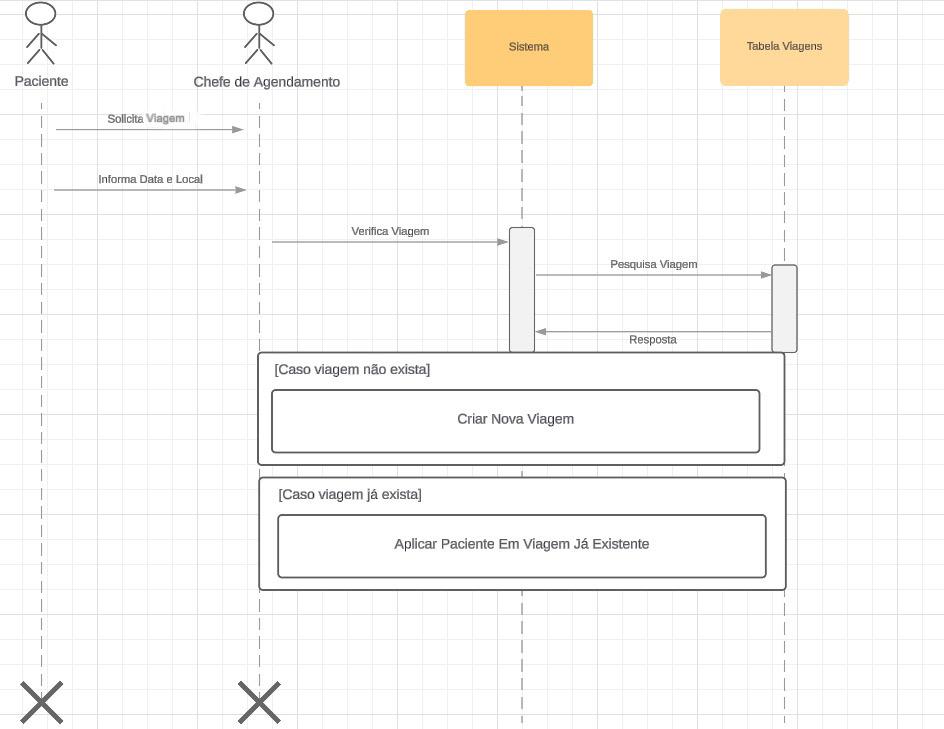 Paciente
Chefe de Agendamento
Sistema
Tabela Viagens
Solicita Viagem
Informa Data e Local
Verifica Viagem
Pesquisa Viagem
Resposta
[Caso viagem não exista]
Criar Nova Viagem
[Caso viagem já exista]
Aplicar Paciente Em Viagem Já Existente